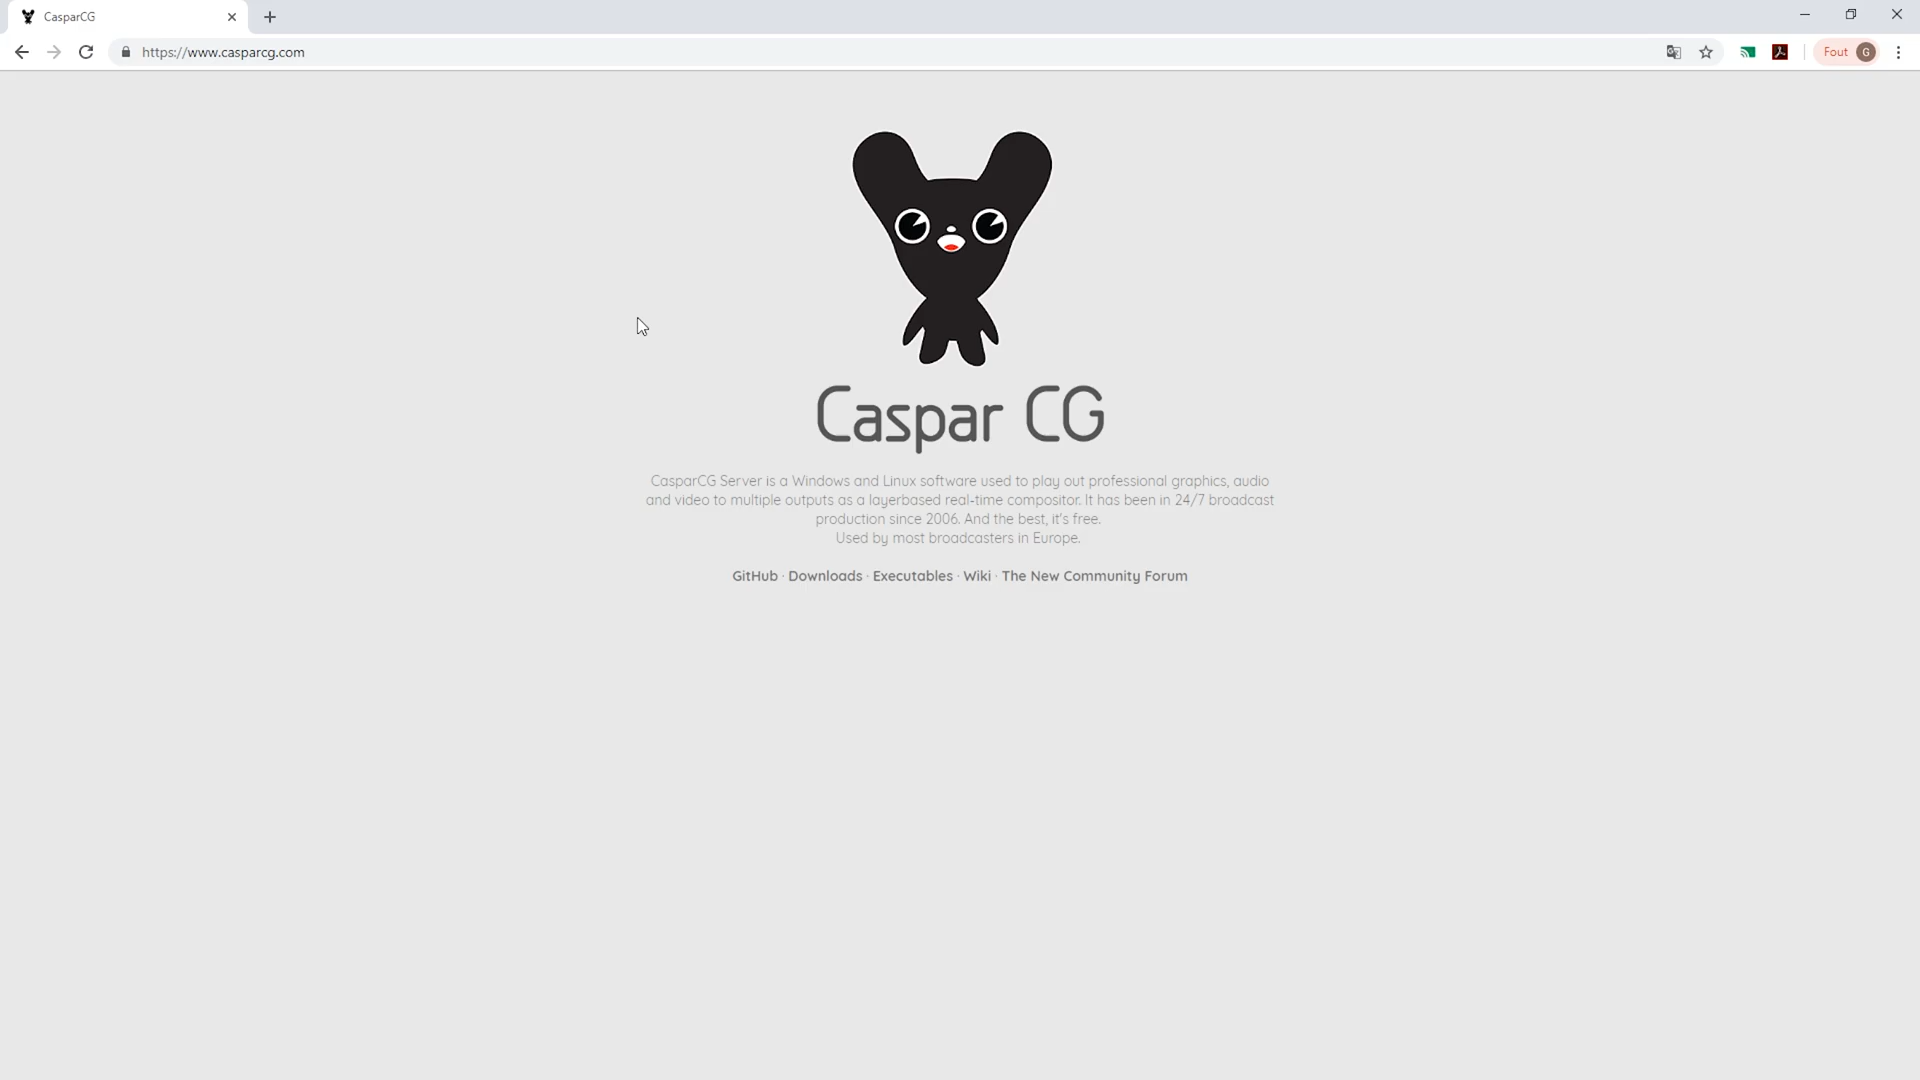 CasparCG
https://www.casparcg.com
Fout G
Caspar CG
CasparCG Server is a Windows and Linux software used to play out professional graphics, audio
and video to multiple outputs as a layerbased real-time compositor. It has been in 24/7 broadcast
production since 2006. And the best, it's free.
Used by most broadcasters in Europe.
GitHub · Downloads · Executables · Wiki · The New Community Forum